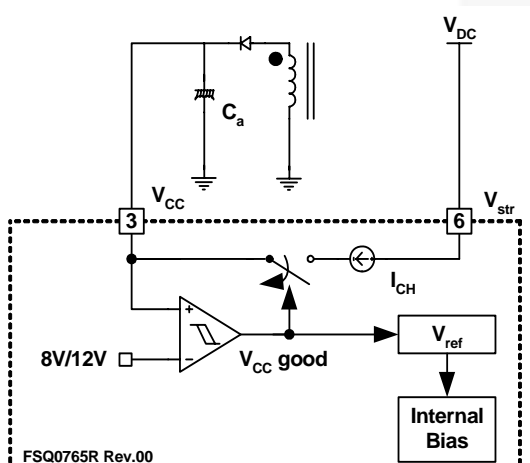 V_DC
C_a
V_CC
V_str
3
6
I_CH
8V/12V
+
−
V_CC good
V_ref
Internal
Bias
FSQ0765R Rev.00